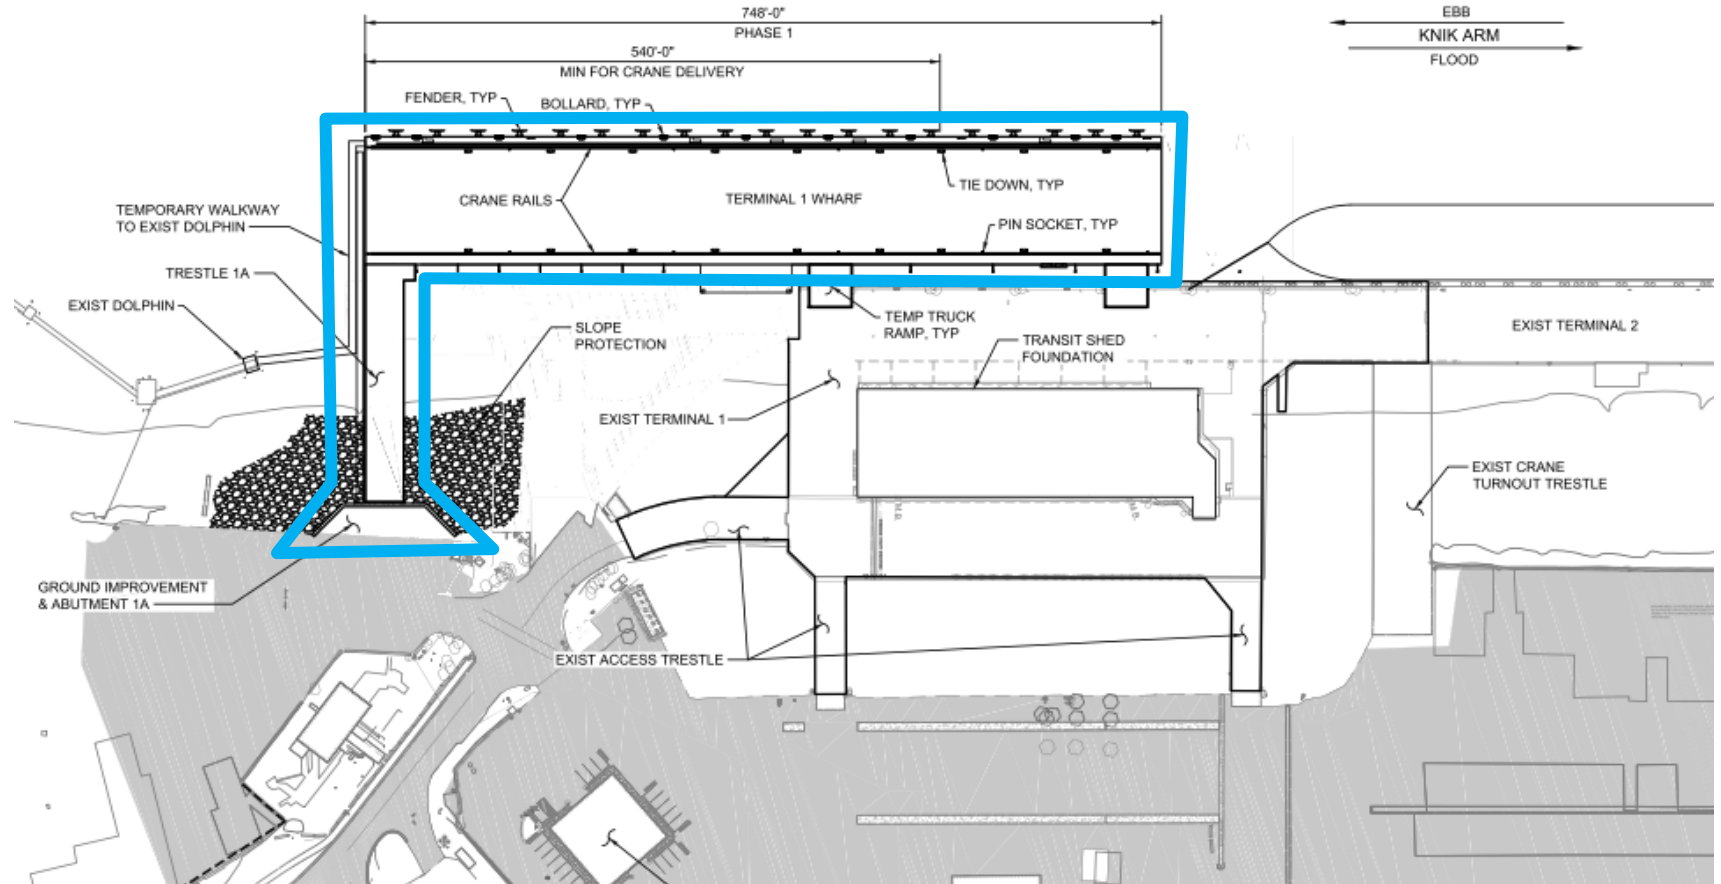 748'-0"
PHASE 1
540'-0"
MIN FOR CRANE DELIVERY
EBB
KNIK ARM
FLOOD
FENDER, TYP
BOLLARD, TYP
CRANE RAILS
TERMINAL 1 WHARF
TIE DOWN, TYP
PIN SOCKET, TYP
TEMPORARY WALKWAY
TO EXIST DOLPHIN
TRESTLE 1A
EXIST DOLPHIN
SLOPE
PROTECTION
TEMP TRUCK
RAMP, TYP
TRANSIT SHED
FOUNDATION
EXIST TERMINAL 2
EXIST TERMINAL 1
EXIST CRANE
TURNOUT TRESTLE
M.B.
M.B.
GROUND IMPROVEMENT
& ABUTMENT 1A
EXIST ACCESS TRESTLE